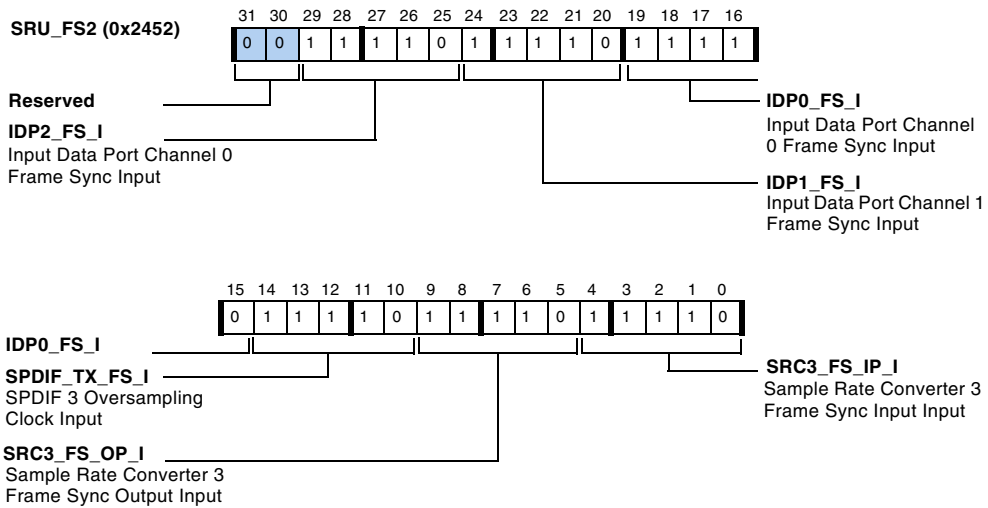 SRU_FS2 (0x2452)
31 30 29 28 27 26 25 24 23 22 21 20 19 18 17 16
0 0 1 1 1 1 0 1 1 1 1 0 1 1 1 1
Reserved
IDP2_FS_I
Input Data Port Channel 0
Frame Sync Input
IDP0_FS_I
Input Data Port Channel
0 Frame Sync Input
IDP1_FS_I
Input Data Port Channel 1
Frame Sync Input
15 14 13 12 11 10 9 8 7 6 5 4 3 2 1 0
0 1 1 1 1 0 1 1 1 1 0 1 1 1 1 0
IDP0_FS_I
SPDIF_TX_FS_I
SPDIF 3 Oversampling
Clock Input
SRC3_FS_OP_I
Sample Rate Converter 3
Frame Sync Output Input
SRC3_FS_IP_I
Sample Rate Converter 3
Frame Sync Input Input